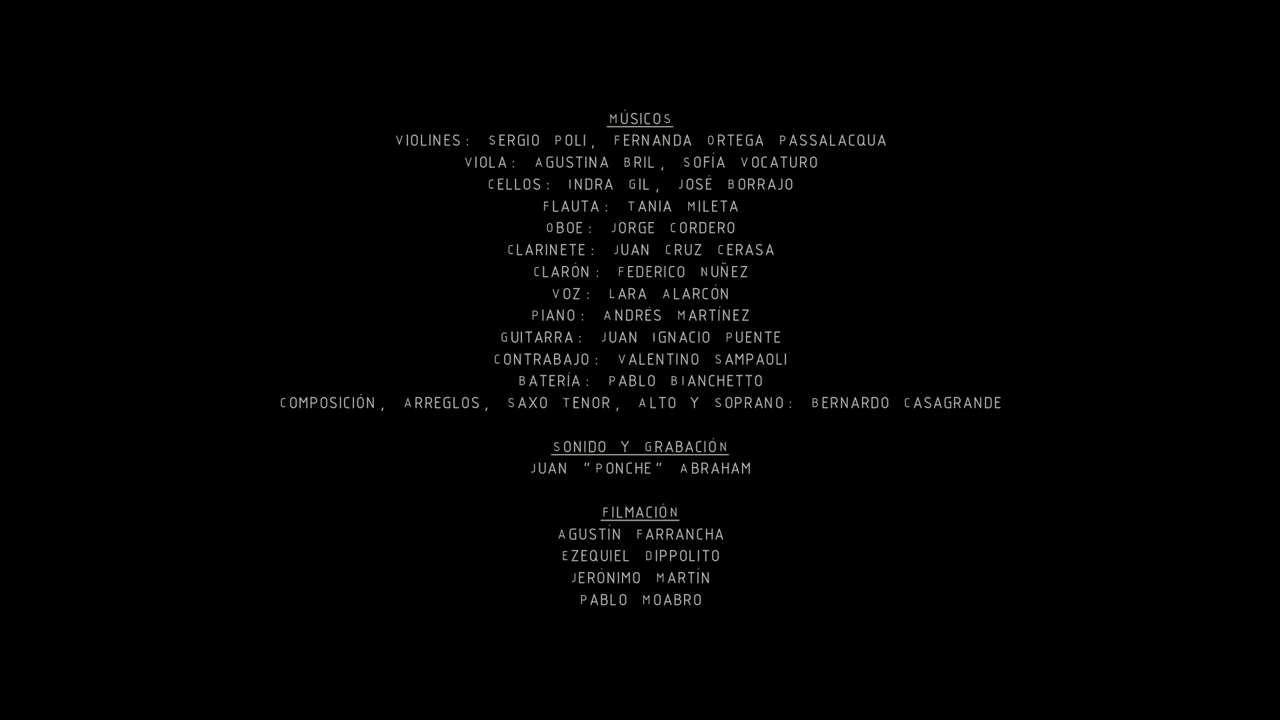 MÚSICOS
VIOLINES: SERGIO POLI, FERNANDA ORTEGA PASSALACQUA
VIOLA: AGUSTINA BRIL, SOFÍA VOCATURO
CELLOS: INDRA GIL, JOSÉ BORRAJO
FLAUTA: TANIA MILETA
OBOE: JORGE CORDERO
CLARINETE: JUAN CRUZ CERASA
CLARÓN: FEDERICO NUÑEZ
VOZ: LARA ALARCÓN
PIANO: ANDRÉS MARTÍNEZ
GUITARRA: JUAN IGNACIO PUENTE
CONTRABAJO: VALENTINO SAMPAOLI
BATERÍA: PABLO BIANCHETTO
COMPOSICIÓN, ARREGLOS, SAXO TENOR, ALTO Y SOPRANO: BERNARDO CASAGRANDE
SONIDO Y GRABACIÓN
JUAN "PONCHE" ABRAHAM
FILMACIÓN
AGUSTÍN FARRANCHA
EZEQUIEL DIPPOLITO
JERÓNIMO MARTÍN
PABLO MOABRO